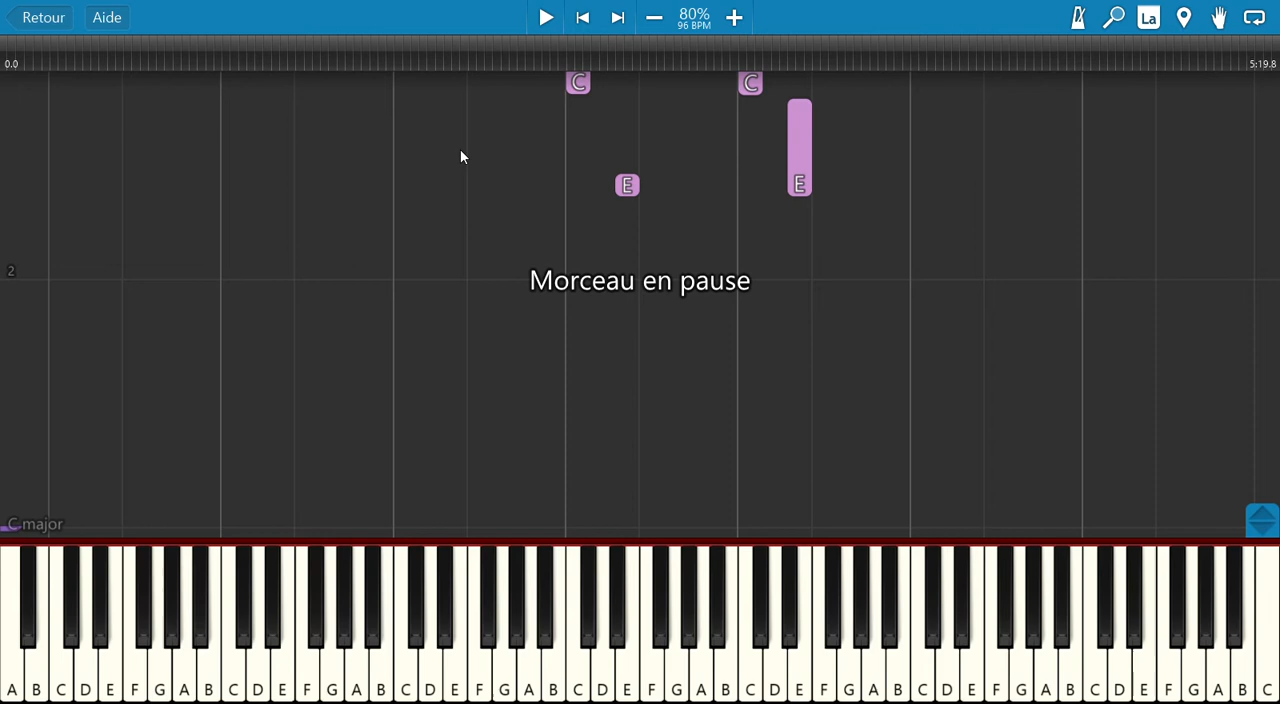 Retour Aide 80% La
96 BPM
0.0 5:19.8
C C
E E
2
Morceau en pause
C major
A B C D E F G A B C D E F G A B C D E F G A B C D E F G A B C D E F G A B C D E F G A B C D E F G A B C